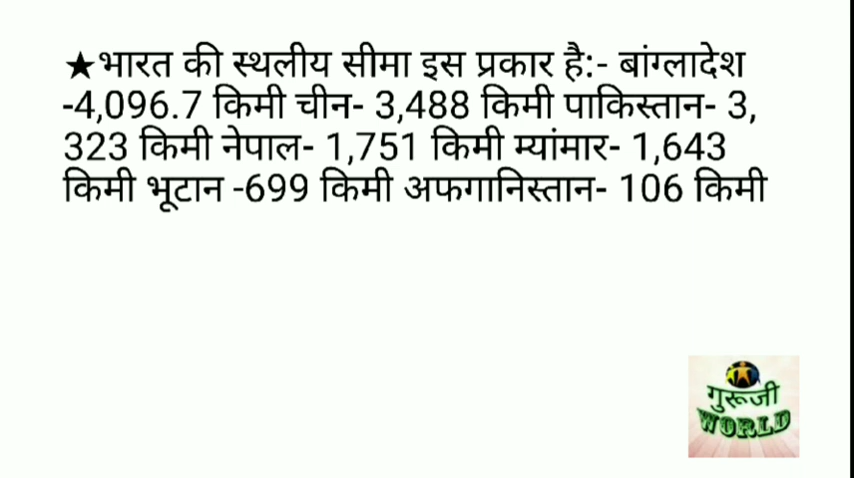 ★भारत की स्थलीय सीमा इस प्रकार है:- बांग्लादेश
-4,096.7 किमी चीन- 3,488 किमी पाकिस्तान- 3,
323 किमी नेपाल- 1,751 किमी म्यांमार- 1,643
किमी भूटान -699 किमी अफगानिस्तान- 106 किमी
गुरूजी
WORLD